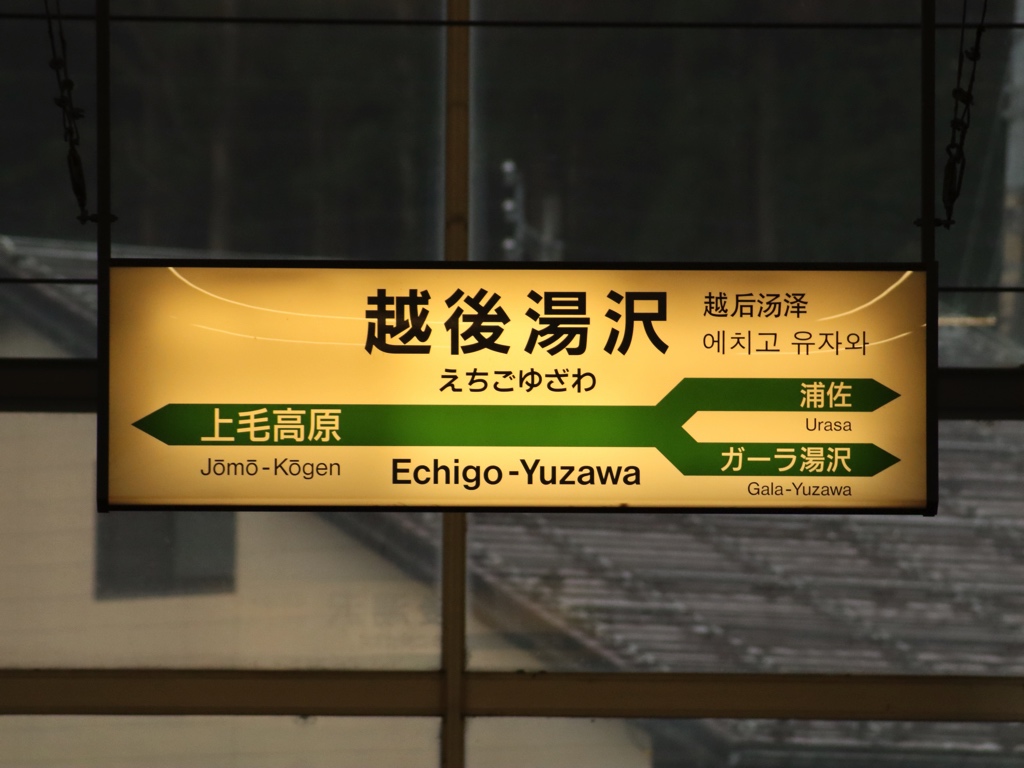 越後湯沢
越后汤泽
에치고 유자와
えちごゆざわ
上毛高原
Jōmō-Kōgen
Echigo-Yuzawa
浦佐
Urasa
ガーラ湯沢
Gala-Yuzawa